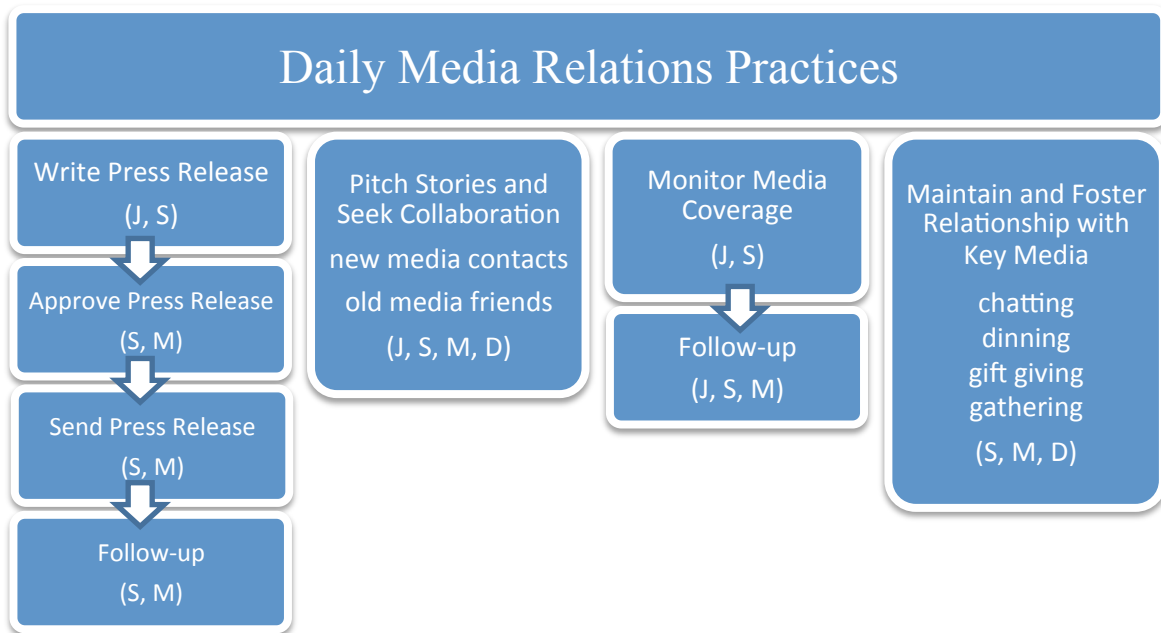 Daily Media Relations Practices
Write Press Release
(J, S)
Approve Press Release
(S, M)
Send Press Release
(S, M)
Follow-up
(S, M)
Pitch Stories and
Seek Collaboration
new media contacts
old media friends
(J, S, M, D)
Monitor Media
Coverage
(J, S)
Follow-up
(J, S, M)
Maintain and Foster
Relationship with
Key Media
chatting
dinning
gift giving
gathering
(S, M, D)